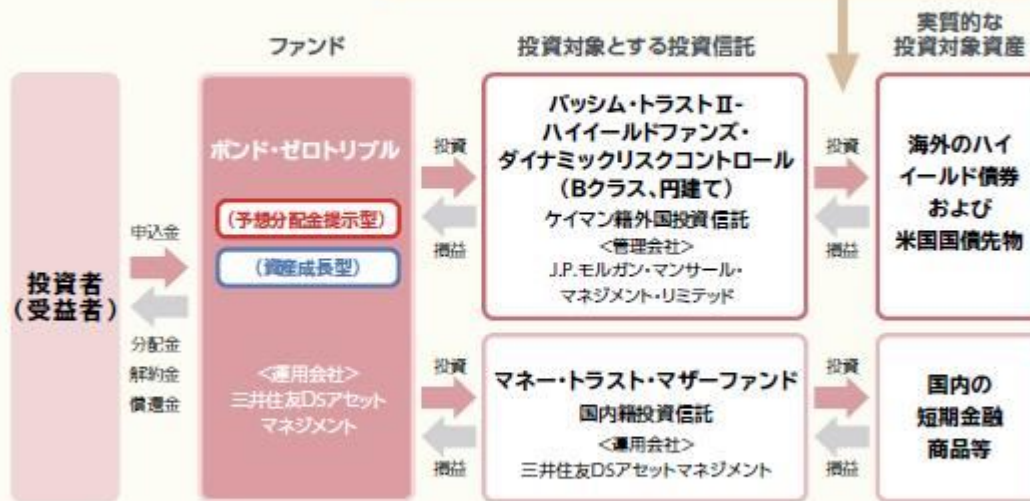 ファンド
投資対象とする投資信託
実質的な
投資対象資産
投資者
（受益者）
申込金
分配金
解約金
償還金
ボンド・ゼロトリプル
（予想分配金提示型）
（資産成長型）
＜運用会社＞
三井住友DSアセット
マネジメント
投資
損益
バッシム・トラストⅡ-
ハイイールドファンズ・
ダイナミックリスクコントロール
（Bクラス、円建て）
ケイマン籍外国投資信託
＜管理会社＞
J.P.モルガン・マンサール・
マネジメント・リミテッド
投資
損益
海外のハイ
イールド債券
および
米国国債先物
投資
損益
マネー・トラスト・マザーファンド
国内籍投資信託
＜運用会社＞
三井住友DSアセットマネジメント
投資
損益
国内の
短期金融
商品等